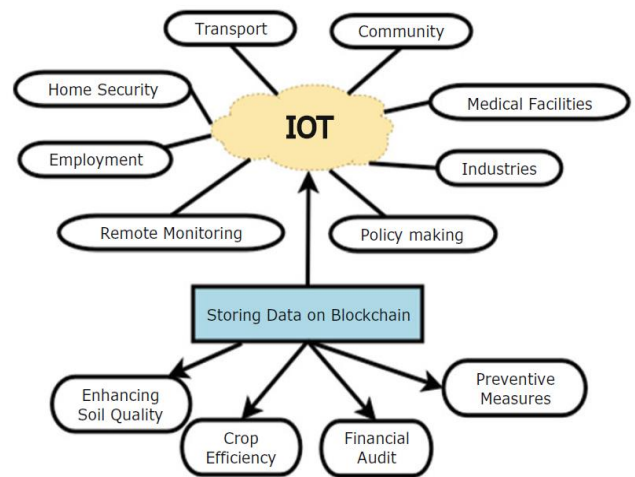 Transport
Community
Home Security
IOT
Medical Facilities
Employment
Industries
Remote Monitoring
Policy making
Storing Data on Blockchain
Enhancing
Soil Quality
Crop
Efficiency
Financial
Audit
Preventive
Measures